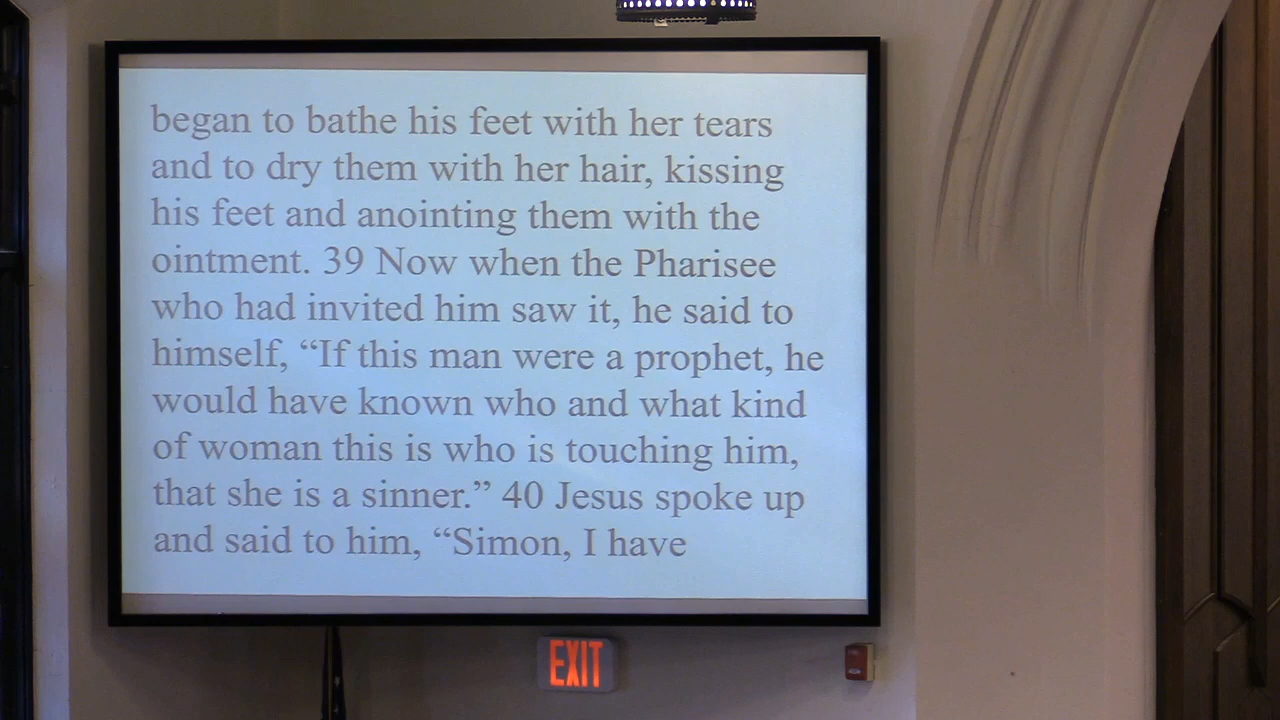 began to bathe his feet with her tears
and to dry them with her hair, kissing
his feet and anointing them with the
ointment. 39 Now when the Pharisee
who had invited him saw it, he said to
himself, “If this man were a prophet, he
would have known who and what kind
of woman this is who is touching him,
that she is a sinner.” 40 Jesus spoke up
and said to him, “Simon, I have
EXIT